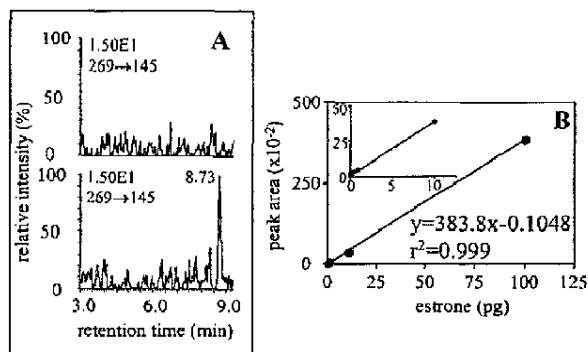 A
1.50E1
269→145
100
50
0
1.50E1
269→145
8.73
100
50
0
3.0 6.0 9.0
relative intensity (%)
retention time (min)
B
500
250
0
50
25
0
0 5 10
y=383.8x-0.1048
r²=0.999
0 25 50 75 100 125
peak area (x10⁻²)
estrone (pg)